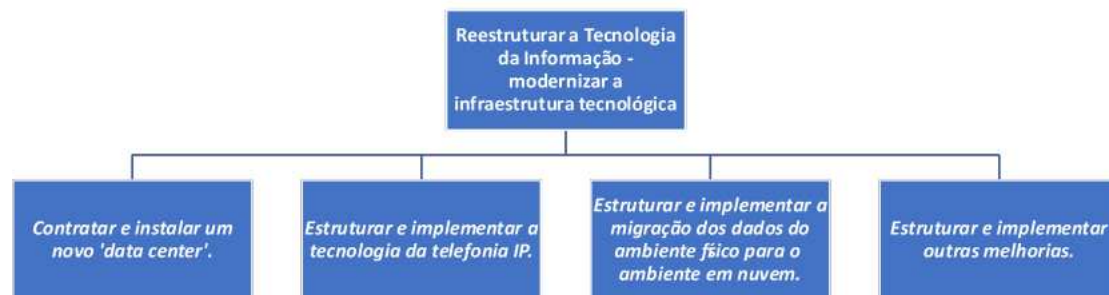 Reestruturar a Tecnologia
da Informação -
modernizar a
infraestrutura tecnológica
Contratar e instalar um
novo 'data center'.
Estruturar e implementar a
tecnologia da telefonia IP.
Estruturar e implementar a
migração dos dados do
ambiente físico para o
ambiente em nuvem.
Estruturar e implementar
outras melhorias.